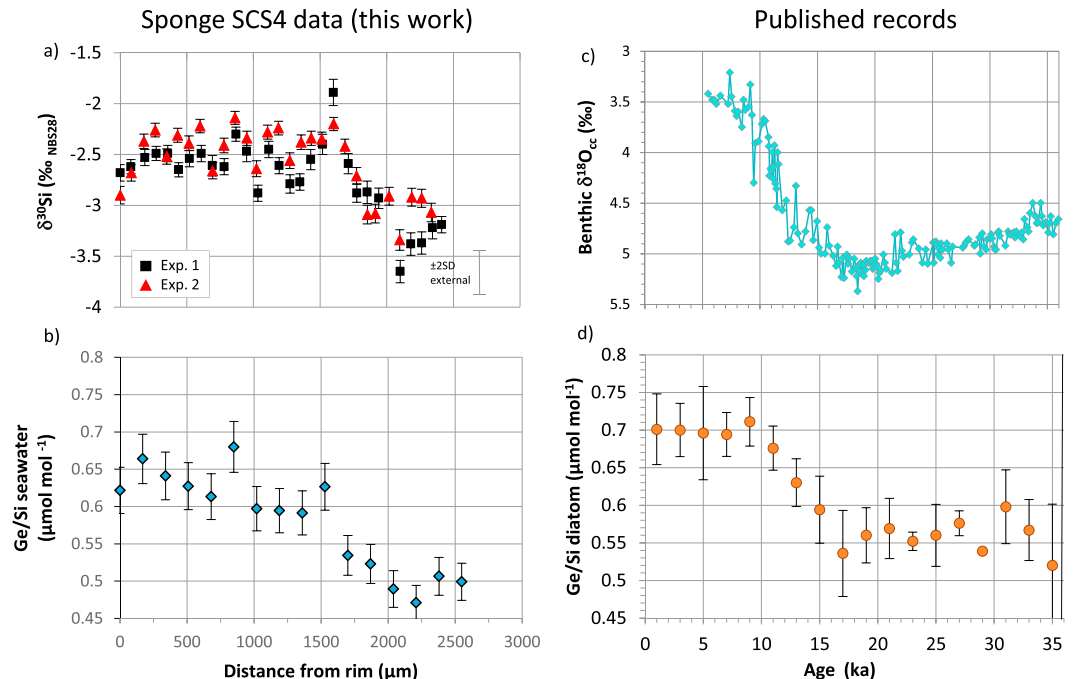 Sponge SCS4 data (this work)
Published records
a)
-1.5
-2
-2.5
-3
-3.5
-4
δ³⁰Si (‰ NBS28)
Exp. 1
Exp. 2
±2SD
external
c)
3
3.5
4
4.5
5
5.5
Benthic δ¹⁸Occ (‰)
b)
0.8
0.75
0.7
0.65
0.6
0.55
0.5
0.45
Ge/Si seawater
(μmol mol ⁻¹)
0
500
1000
1500
2000
2500
3000
Distance from rim (μm)
d)
0.8
0.75
0.7
0.65
0.6
0.55
0.5
0.45
Ge/Si diatom (μmol mol⁻¹)
0
5
10
15
20
25
30
35
Age (ka)